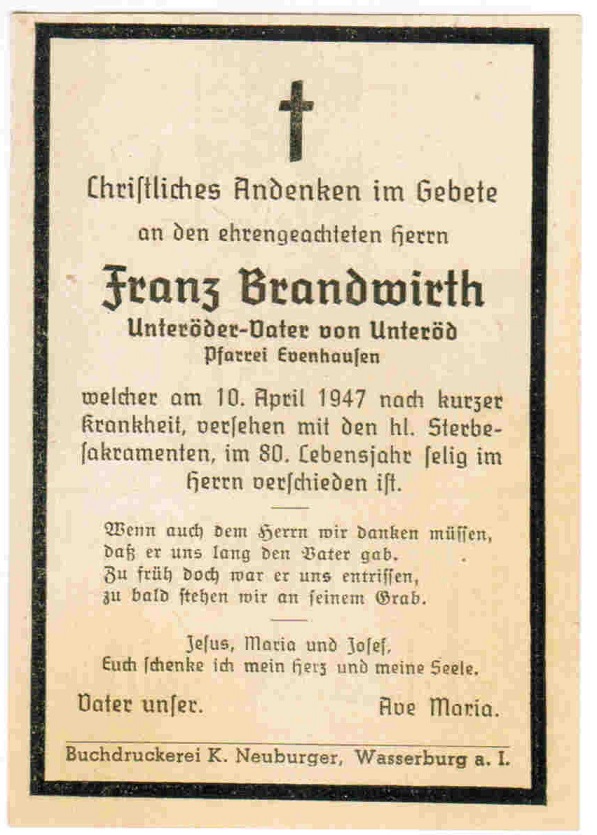 Christliches Andenken im Gebete
an den ehrengeachteten Herrn
Franz Brandwirth
Unteröder-Vater von Unteröd
Pfarrei Evenhausen
welcher am 10. April 1947 nach kurzer
Krankheit, versehen mit den hl. Sterbe-
sakramenten, im 80. Lebensjahr selig im
Herrn verschieden ist.
Wenn auch dem Herrn wir danken müssen,
daß er uns lang den Vater gab.
Zu früh doch war er uns entrissen,
zu bald stehen wir an seinem Grab.
Jesus, Maria und Josef,
Euch schenke ich mein Herz und meine Seele.
Vater unser. Ave Maria.
Buchdruckerei K. Neuburger, Wasserburg a. I.